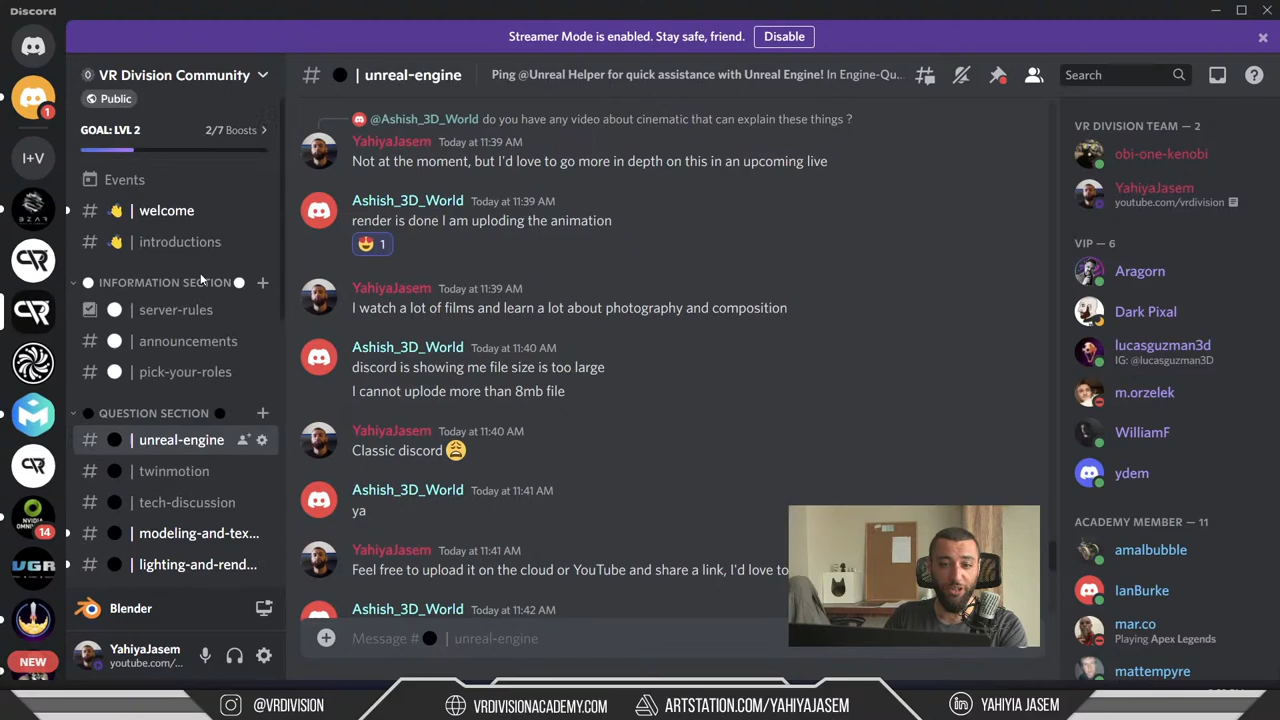 Discord
Streamer Mode is enabled. Stay safe, friend.
Disable
VR Division Community
Public
GOAL: LVL 2
2/7 Boosts
Events
welcome
introductions
INFORMATION SECTION
server-rules
announcements
pick-your-roles
QUESTION SECTION
unreal-engine
twinmotion
tech-discussion
modeling-and-tex...
lighting-and-rend...
Blender
YahiyaJasem
youtube.com/...
1
I+V
BZAR
NVIDIA
14
VGR
NEW
# | unreal-engine
Ping @Unreal Helper for quick assistance with Unreal Engine! In Engine-Qu...
Search
@Ashish_3D_World do you have any video about cinematic that can explain these things ?
YahiyaJasem Today at 11:39 AM
Not at the moment, but I'd love to go more in depth on this in an upcoming live
Ashish_3D_World Today at 11:39 AM
render is done I am uploding the animation
1
YahiyaJasem Today at 11:39 AM
I watch a lot of films and learn a lot about photography and composition
Ashish_3D_World Today at 11:40 AM
discord is showing me file size is too large
I cannot uplode more than 8mb file
YahiyaJasem Today at 11:40 AM
Classic discord 😩
Ashish_3D_World Today at 11:41 AM
ya
YahiyaJasem Today at 11:41 AM
Feel free to upload it on the cloud or YouTube and share a link, I'd love to
Ashish_3D_World Today at 11:42 AM
Message # | unreal-engine
VR DIVISION TEAM — 2
obi-one-kenobi
YahiyaJasem
youtube.com/vrdivision
VIP — 6
Aragorn
Dark Pixal
lucasguzman3d
IG: @lucasguzman3D
m.orzelek
WilliamF
ydem
ACADEMY MEMBER — 11
amalbubble
IanBurke
mar.co
Playing Apex Legends
mattempyre
@VRDIVISION
VRDIVISIONACADEMY.COM
ARTSTATION.COM/YAHIYAJASEM
YAHIYIA JASEM